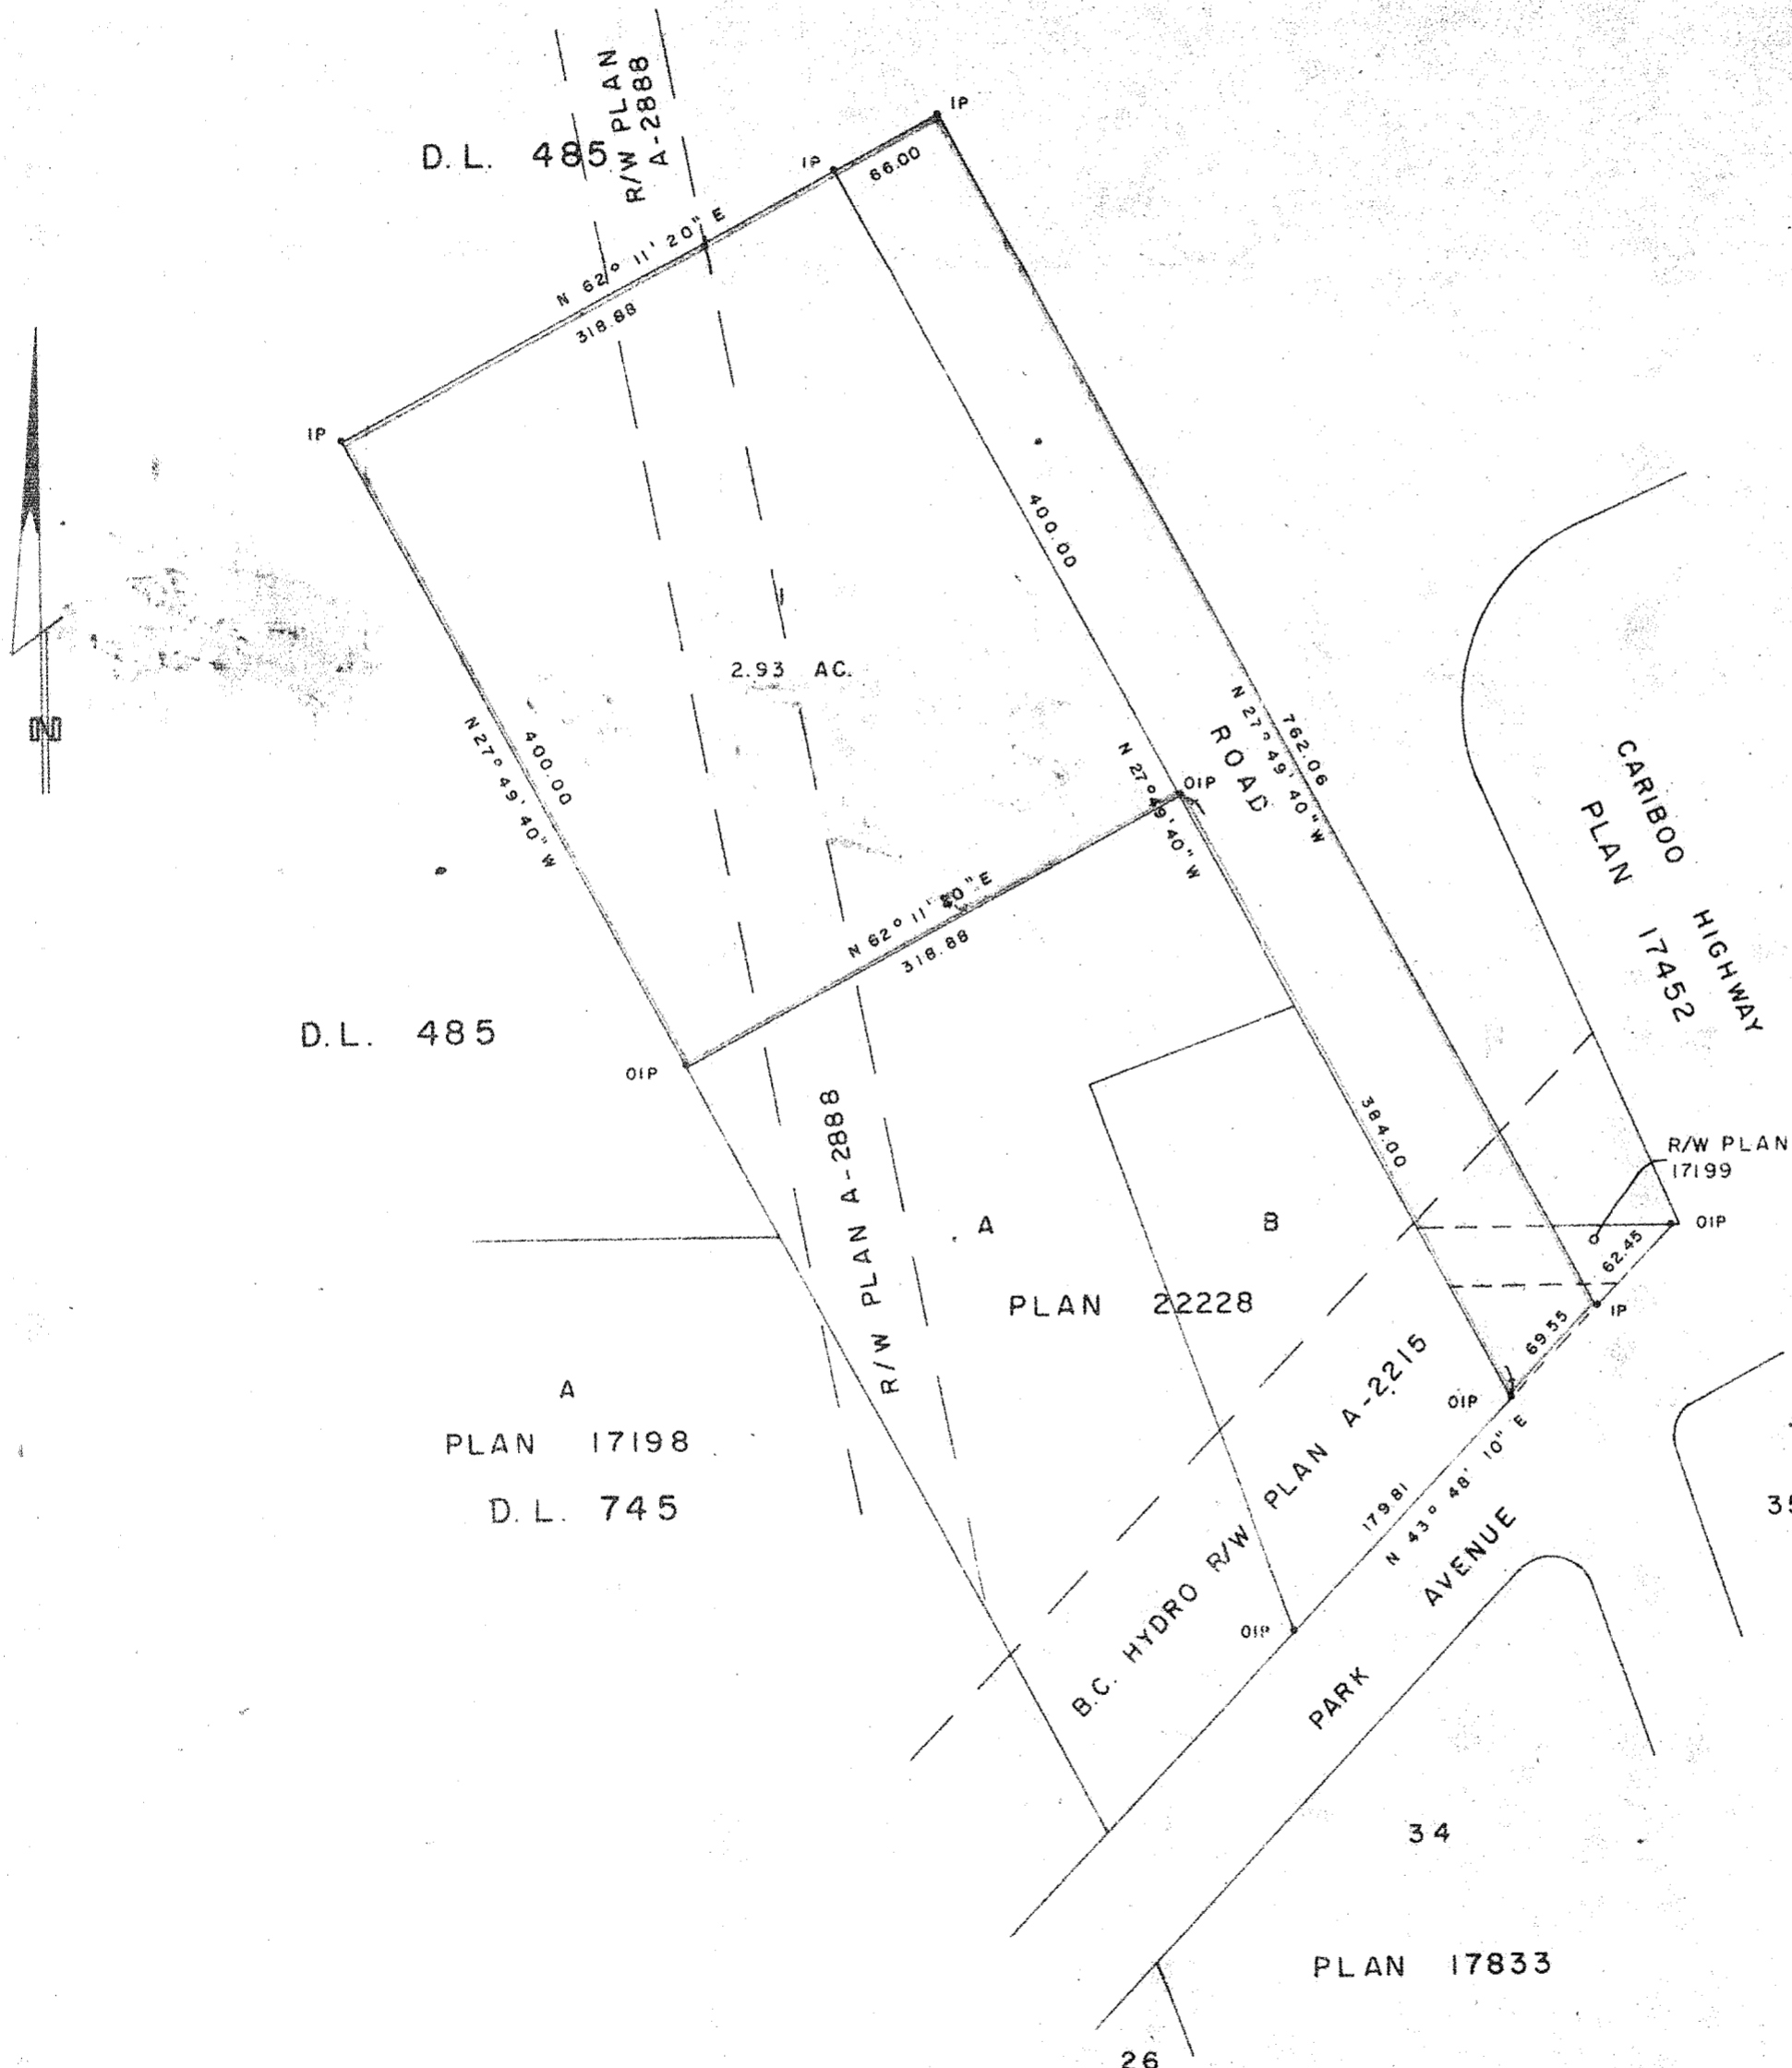 R/W PLAN
A-2888
D.L. 485
IP
IP
66.00
N 62° 11' 20" E
318.88
IP
400.00
2.93 AC.
N
N 27° 49' 40" W
400.00
N 27° 49' 40" W
762.06
N 27° 49' 40" W
ROAD
OIP
CARIBOO HIGHWAY
PLAN 17452
N 62° 11' 20" E
318.88
D.L. 485
OIP
384.00
R/W PLAN
17199
R/W PLAN A-2888
A
B
OIP
62.45
PLAN 22228
IP
69.55
A
OIP
PLAN 17198
D.L. 745
B.C. HYDRO R/W PLAN A-2215
179.81
N 43° 48' 10" E
OIP
PARK AVENUE
34
PLAN 17833
26